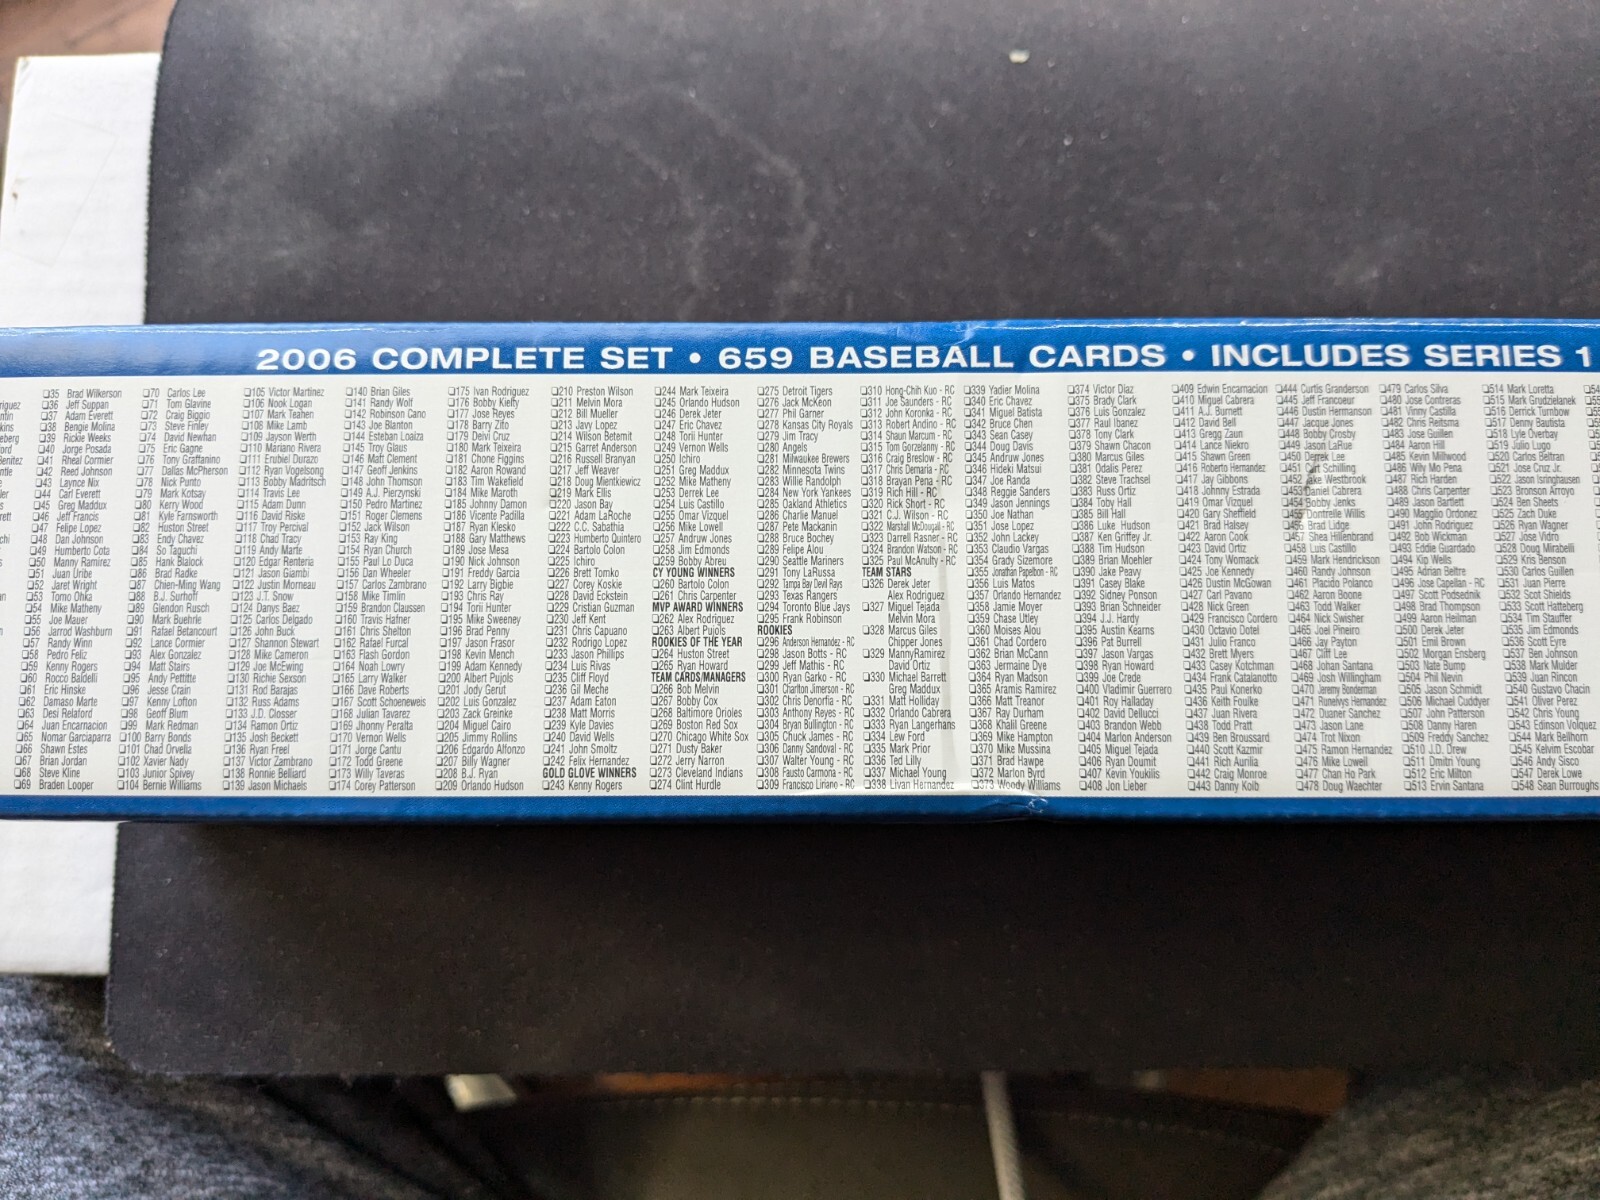 2006 COMPLETE SET • 659 BASEBALL CARDS • INCLUDES SERIES 1
35 Brad Wilkerson
36 Jeff Suppan
37 Adam Everett
38 Bengie Molina
39 Rickie Weeks
40 Jorge Posada
41 Rheal Cormier
42 Reed Johnson
43 Laynce Nix
44 Carl Everett
45 Greg Maddux
46 Jeff Francis
47 Felipe Lopez
48 Dan Johnson
49 Humberto Cota
50 Manny Ramirez
51 Juan Uribe
52 Jaret Wright
53 Tomo Ohka
54 Mike Matheny
55 Joe Mauer
56 Jarrod Washburn
57 Randy Winn
58 Pedro Feliz
59 Kenny Rogers
60 Rocco Baldelli
61 Eric Hinske
62 Damaso Marte
63 Desi Relaford
64 Juan Encarnacion
65 Nomar Garciaparra
66 Shawn Estes
67 Brian Jordan
68 Steve Kline
69 Braden Looper
70 Carlos Lee
71 Tom Glavine
72 Craig Biggio
73 Steve Finley
74 David Newhan
75 Eric Gagne
76 Tony Graffanino
77 Dallas McPherson
78 Nick Punto
79 Mark Kotsay
80 Kerry Wood
81 Kyle Farnsworth
82 Huston Street
83 Endy Chavez
84 So Taguchi
85 Hank Blalock
86 Brad Radke
87 Chien-Ming Wang
88 B.J. Surhoff
89 Glendon Rusch
90 Mark Buehrle
91 Rafael Betancourt
92 Lance Cormier
93 Alex Gonzalez
94 Matt Stairs
95 Andy Pettitte
96 Jesse Crain
97 Kenny Lofton
98 Geoff Blum
99 Mark Redman
100 Barry Bonds
101 Chad Orvella
102 Xavier Nady
103 Junior Spivey
104 Bernie Williams
105 Victor Martinez
106 Nook Logan
107 Mark Teahen
108 Mike Lamb
109 Jayson Werth
110 Mariano Rivera
111 Erubiel Durazo
112 Ryan Vogelsong
113 Bobby Madritsch
114 Travis Lee
115 Adam Dunn
116 David Riske
117 Troy Percival
118 Chad Tracy
119 Andy Marte
120 Edgar Renteria
121 Jason Giambi
122 Justin Morneau
123 J.T. Snow
124 Danys Baez
125 Carlos Delgado
126 John Buck
127 Shannon Stewart
128 Mike Cameron
129 Joe McEwing
130 Richie Sexson
131 Rod Barajas
132 Russ Adams
133 J.D. Closser
134 Ramon Ortiz
135 Josh Beckett
136 Ryan Freel
137 Victor Zambrano
138 Ronnie Belliard
139 Jason Michaels
140 Brian Giles
141 Randy Wolf
142 Robinson Cano
143 Joe Blanton
144 Esteban Loaiza
145 Troy Glaus
146 Matt Clement
147 Geoff Jenkins
148 John Thomson
149 A.J. Pierzynski
150 Pedro Martinez
151 Roger Clemens
152 Jack Wilson
153 Ray King
154 Ryan Church
155 Paul Lo Duca
156 Dan Wheeler
157 Carlos Zambrano
158 Mike Timlin
159 Brandon Claussen
160 Travis Hafner
161 Chris Shelton
162 Rafael Furcal
163 Flash Gordon
164 Noah Lowry
165 Larry Walker
166 Dave Roberts
167 Scott Schoeneweis
168 Julian Tavarez
169 Jhonny Peralta
170 Vernon Wells
171 Jorge Cantu
172 Todd Greene
173 Willy Taveras
174 Corey Patterson
175 Ivan Rodriguez
176 Bobby Kielty
177 Jose Reyes
178 Barry Zito
179 Deivi Cruz
180 Mark Teixeira
181 Chone Figgins
182 Aaron Rowand
183 Tim Wakefield
184 Mike Maroth
185 Johnny Damon
186 Vicente Padilla
187 Ryan Klesko
188 Gary Matthews
189 Jose Mesa
190 Nick Johnson
191 Freddy Garcia
192 Larry Bigbie
193 Chris Ray
194 Torii Hunter
195 Mike Sweeney
196 Brad Penny
197 Jason Frasor
198 Kevin Mench
199 Adam Kennedy
200 Albert Pujols
201 Jody Gerut
202 Luis Gonzalez
203 Zack Greinke
204 Miguel Cairo
205 Jimmy Rollins
206 Edgardo Alfonzo
207 Billy Wagner
208 B.J. Ryan
209 Orlando Hudson
210 Preston Wilson
211 Melvin Mora
212 Bill Mueller
213 Javy Lopez
214 Wilson Betemit
215 Garret Anderson
216 Russell Branyan
217 Jeff Weaver
218 Doug Mientkiewicz
219 Mark Ellis
220 Jason Bay
221 Adam LaRoche
222 C.C. Sabathia
223 Humberto Quintero
224 Bartolo Colon
225 Ichiro
226 Brett Tomko
227 Corey Koskie
228 David Eckstein
229 Cristian Guzman
230 Jeff Kent
231 Chris Capuano
232 Rodrigo Lopez
233 Jason Phillips
234 Luis Rivas
235 Cliff Floyd
236 Gil Meche
237 Adam Eaton
238 Matt Morris
239 Kyle Davies
240 David Wells
241 John Smoltz
242 Felix Hernandez
GOLD GLOVE WINNERS
243 Kenny Rogers
244 Mark Teixeira
245 Orlando Hudson
246 Derek Jeter
247 Eric Chavez
248 Torii Hunter
249 Vernon Wells
250 Ichiro
251 Greg Maddux
252 Mike Matheny
253 Derrek Lee
254 Luis Castillo
255 Omar Vizquel
256 Mike Lowell
257 Andruw Jones
258 Jim Edmonds
259 Bobby Abreu
CY YOUNG WINNERS
260 Bartolo Colon
261 Chris Carpenter
MVP AWARD WINNERS
262 Alex Rodriguez
263 Albert Pujols
ROOKIES OF THE YEAR
264 Huston Street
265 Ryan Howard
TEAM CARDS/MANAGERS
266 Bob Melvin
267 Bobby Cox
268 Baltimore Orioles
269 Boston Red Sox
270 Chicago White Sox
271 Dusty Baker
272 Jerry Narron
273 Cleveland Indians
274 Clint Hurdle
275 Detroit Tigers
276 Jack McKeon
277 Phil Garner
278 Kansas City Royals
279 Jim Tracy
280 Angels
281 Milwaukee Brewers
282 Minnesota Twins
283 Willie Randolph
284 New York Yankees
285 Oakland Athletics
286 Charlie Manuel
287 Pete Mackanin
288 Bruce Bochy
289 Felipe Alou
290 Seattle Mariners
291 Tony LaRussa
292 Tampa Bay Devil Ray
293 Texas Rangers
294 Toronto Blue Jays
295 Frank Robinson
ROOKIES
296 Anderson Hernandez - RC
298 Jason Botts - RC
299 Jeff Mathis - RC
300 Ryan Garko - RC
301 Charlton Jimerson - RC
302 Chris Denorfia - RC
303 Anthony Reyes - RC
304 Bryan Bullington - RC
305 Chuck James - RC
306 Danny Sandoval - RC
307 Walter Young - RC
308 Fausto Carmona - RC
309 Francisco Liriano - RC
310 Hong-Chih Kuo - RC
311 Joe Saunders - RC
312 John Koronka - RC
313 Robert Andino - RC
314 Shaun Marcum - RC
315 Tom Gorzelanny - RC
316 Craig Breslow - RC
317 Chris Demaria - RC
318 Brayan Pena - RC
319 Rich Hill - RC
320 Rick Short - RC
321 C.J. Wilson - RC
322 Marshall McDougall - RC
323 Darrell Rasner - RC
324 Brandon Watson - RC
325 Paul McAnulty - RC
TEAM STARS
326 Derek Jeter
Alex Rodriguez
327 Miguel Tejada
Melvin Mora
328 Marcus Giles
Chipper Jones
329 MannyRamirez
David Ortiz
330 Michael Barrett
Greg Maddux
331 Matt Holliday
332 Orlando Cabrera
333 Ryan Langerhans
334 Lew Ford
335 Mark Prior
336 Ted Lilly
337 Michael Young
338 Livan Hernandez
339 Yadier Molina
340 Eric Chavez
341 Miguel Batista
342 Bruce Chen
343 Sean Casey
344 Doug Davis
345 Andruw Jones
346 Hideki Matsui
347 Joe Randa
348 Reggie Sanders
349 Jason Jennings
350 Joe Nathan
351 Jose Lopez
352 John Lackey
353 Claudio Vargas
354 Grady Sizemore
355 Jonathan Papelbon - RC
356 Luis Matos
357 Orlando Hernandez
358 Jamie Moyer
359 Chase Utley
360 Moises Alou
361 Chad Cordero
362 Brian McCann
363 Jermaine Dye
364 Ryan Madson
365 Aramis Ramirez
366 Matt Treanor
367 Ray Durham
368 Khalil Greene
369 Mike Hampton
370 Mike Mussina
371 Brad Hawpe
372 Marlon Byrd
373 Woody Williams
374 Victor Diaz
375 Brady Clark
376 Luis Gonzalez
377 Raul Ibanez
378 Tony Clark
379 Shawn Chacon
380 Marcus Giles
381 Odalis Perez
382 Steve Trachsel
383 Russ Ortiz
384 Toby Hall
385 Bill Hall
386 Luke Hudson
387 Ken Griffey Jr.
388 Tim Hudson
389 Brian Moehler
390 Jake Peavy
391 Casey Blake
392 Sidney Ponson
393 Brian Schneider
394 J.J. Hardy
395 Austin Kearns
396 Pat Burrell
397 Jason Vargas
398 Ryan Howard
399 Joe Crede
400 Vladimir Guerrero
401 Roy Halladay
402 David Dellucci
403 Brandon Webb
404 Marlon Anderson
405 Miguel Tejada
406 Ryan Doumit
407 Kevin Youkilis
408 Jon Lieber
409 Edwin Encarnacion
410 Miguel Cabrera
411 A.J. Burnett
412 David Bell
413 Gregg Zaun
414 Lance Niekro
415 Shawn Green
416 Roberto Hernandez
417 Jay Gibbons
418 Johnny Estrada
419 Omar Vizquel
420 Gary Sheffield
421 Brad Halsey
422 Aaron Cook
423 David Ortiz
424 Tony Womack
425 Joe Kennedy
426 Dustin McGowan
427 Carl Pavano
428 Nick Green
429 Francisco Cordero
430 Octavio Dotel
431 Julio Franco
432 Brett Myers
433 Casey Kotchman
434 Frank Catalanotto
435 Paul Konerko
436 Keith Foulke
437 Juan Rivera
438 Todd Pratt
439 Ben Broussard
440 Scott Kazmir
441 Rich Aurilia
442 Craig Monroe
443 Danny Kolb
444 Curtis Granderson
445 Jeff Francoeur
446 Dustin Hermanson
447 Jacque Jones
448 Bobby Crosby
449 Jason LaRue
450 Derrek Lee
451 Curt Schilling
452 Jake Westbrook
453 Daniel Cabrera
454 Bobby Jenks
455 Dontrelle Willis
456 Brad Lidge
457 Shea Hillenbrand
458 Luis Castillo
459 Mark Hendrickson
460 Randy Johnson
461 Placido Polanco
462 Aaron Boone
463 Todd Walker
464 Nick Swisher
465 Joel Pineiro
466 Jay Payton
467 Cliff Lee
468 Johan Santana
469 Josh Willingham
470 Jeremy Bonderman
471 Runelvys Hernandez
472 Duaner Sanchez
473 Jason Lane
474 Trot Nixon
475 Ramon Hernandez
476 Mike Lowell
477 Chan Ho Park
478 Doug Waechter
479 Carlos Silva
480 Jose Contreras
481 Vinny Castilla
482 Chris Reitsma
483 Jose Guillen
484 Aaron Hill
485 Kevin Millwood
486 Wily Mo Pena
487 Rich Harden
488 Chris Carpenter
489 Jason Bartlett
490 Magglio Ordonez
491 John Rodriguez
492 Bob Wickman
493 Eddie Guardado
494 Kip Wells
495 Adrian Beltre
496 Jose Capellan - RC
497 Scott Podsednik
498 Brad Thompson
499 Aaron Heilman
500 Derek Jeter
501 Emil Brown
502 Morgan Ensberg
503 Nate Bump
504 Phil Nevin
505 Jason Schmidt
506 Michael Cuddyer
507 John Patterson
508 Danny Haren
509 Freddy Sanchez
510 J.D. Drew
511 Dmitri Young
512 Eric Milton
513 Ervin Santana
514 Mark Loretta
515 Mark Grudzielanek
516 Derrick Turnbow
517 Denny Bautista
518 Lyle Overbay
519 Julio Lugo
520 Carlos Beltran
521 Jose Cruz Jr.
522 Jason Isringhausen
523 Bronson Arroyo
524 Ben Sheets
525 Zach Duke
526 Ryan Wagner
527 Jose Vidro
528 Doug Mirabelli
529 Kris Benson
530 Carlos Guillen
531 Juan Pierre
532 Scot Shields
533 Scott Hatteberg
534 Tim Stauffer
535 Jim Edmonds
536 Scott Eyre
537 Ben Johnson
538 Mark Mulder
539 Juan Rincon
540 Gustavo Chacin
541 Oliver Perez
542 Chris Young
543 Edinson Volquez
544 Mark Bellhorn
545 Kelvim Escobar
546 Andy Sisco
547 Derek Lowe
548 Sean Burroughs